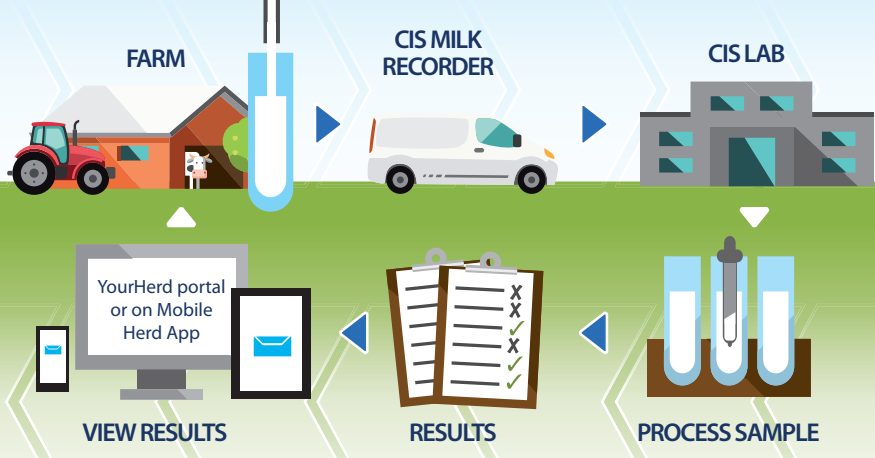 FARM
CIS MILK
RECORDER
CIS LAB
YourHerd portal
or on Mobile
Herd App
VIEW RESULTS
RESULTS
PROCESS SAMPLE